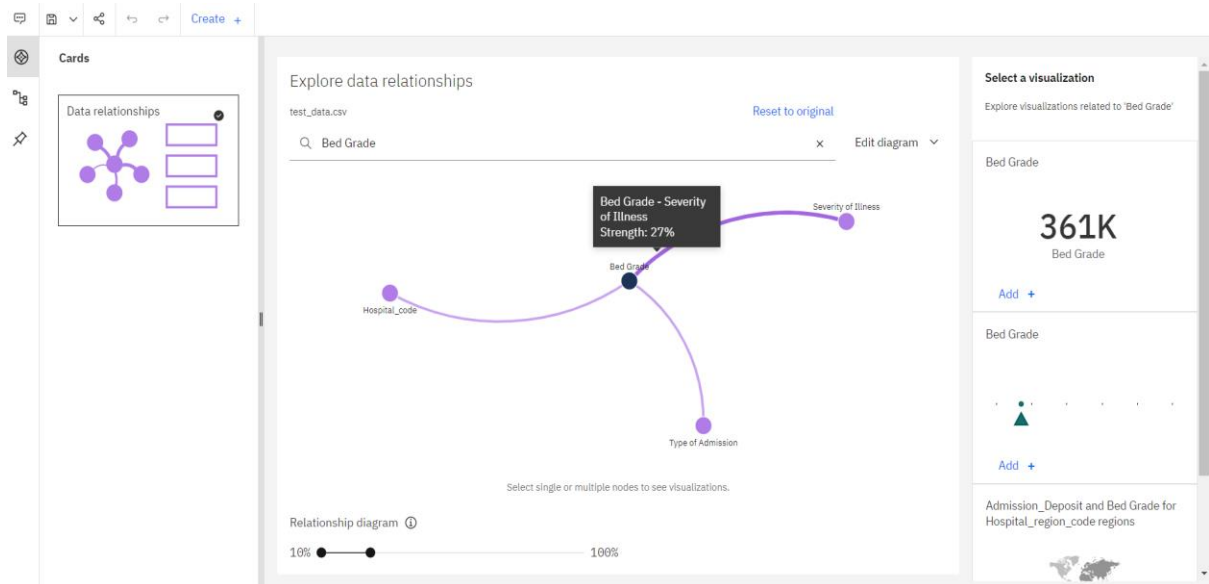 Create +
Cards
Data relationships
Explore data relationships
test_data.csv
Reset to original
Bed Grade
Edit diagram
Bed Grade - Severity
of Illness
Strength: 27%
Severity of Illness
Bed Grade
Hospital_code
Type of Admission
Select single or multiple nodes to see visualizations.
Relationship diagram
10%
100%
Select a visualization
Explore visualizations related to 'Bed Grade'
Bed Grade
361K
Bed Grade
Add +
Bed Grade
Add +
Admission_Deposit and Bed Grade for
Hospital_region_code regions